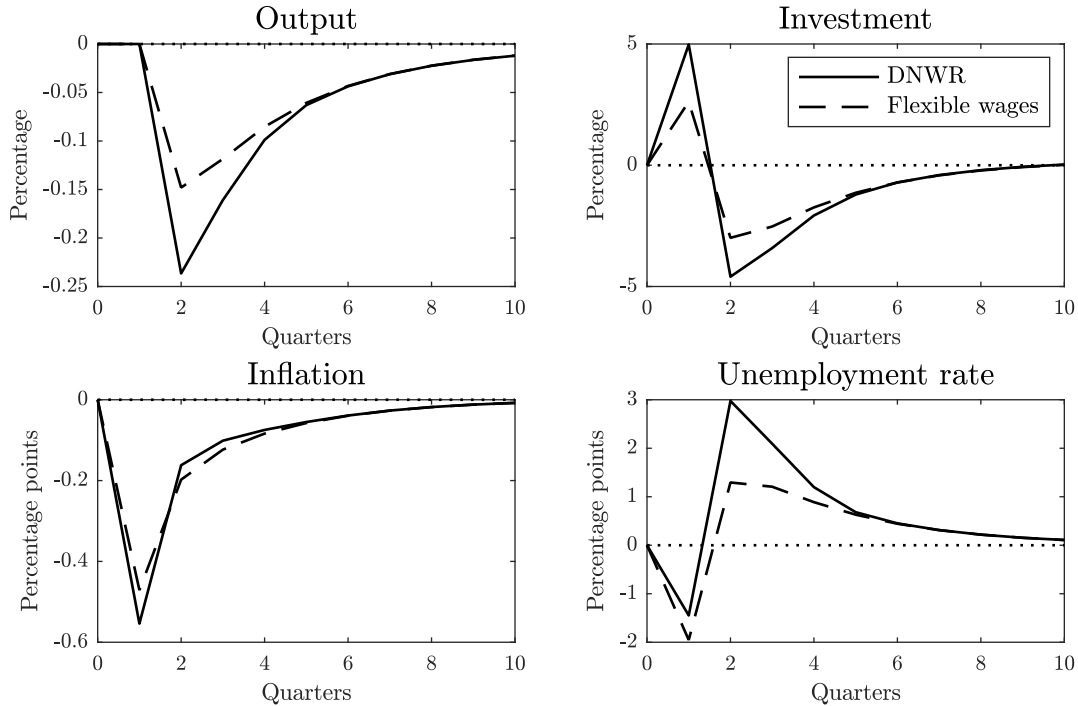 Output
0
-0.05
-0.1
-0.15
-0.2
-0.25
Percentage
0 2 4 6 8 10
Quarters
Investment
5
0
-5
Percentage
DNWR
Flexible wages
0 2 4 6 8 10
Quarters
Inflation
0
-0.2
-0.4
-0.6
Percentage points
0 2 4 6 8 10
Quarters
Unemployment rate
3
2
1
0
-1
-2
Percentage points
0 2 4 6 8 10
Quarters